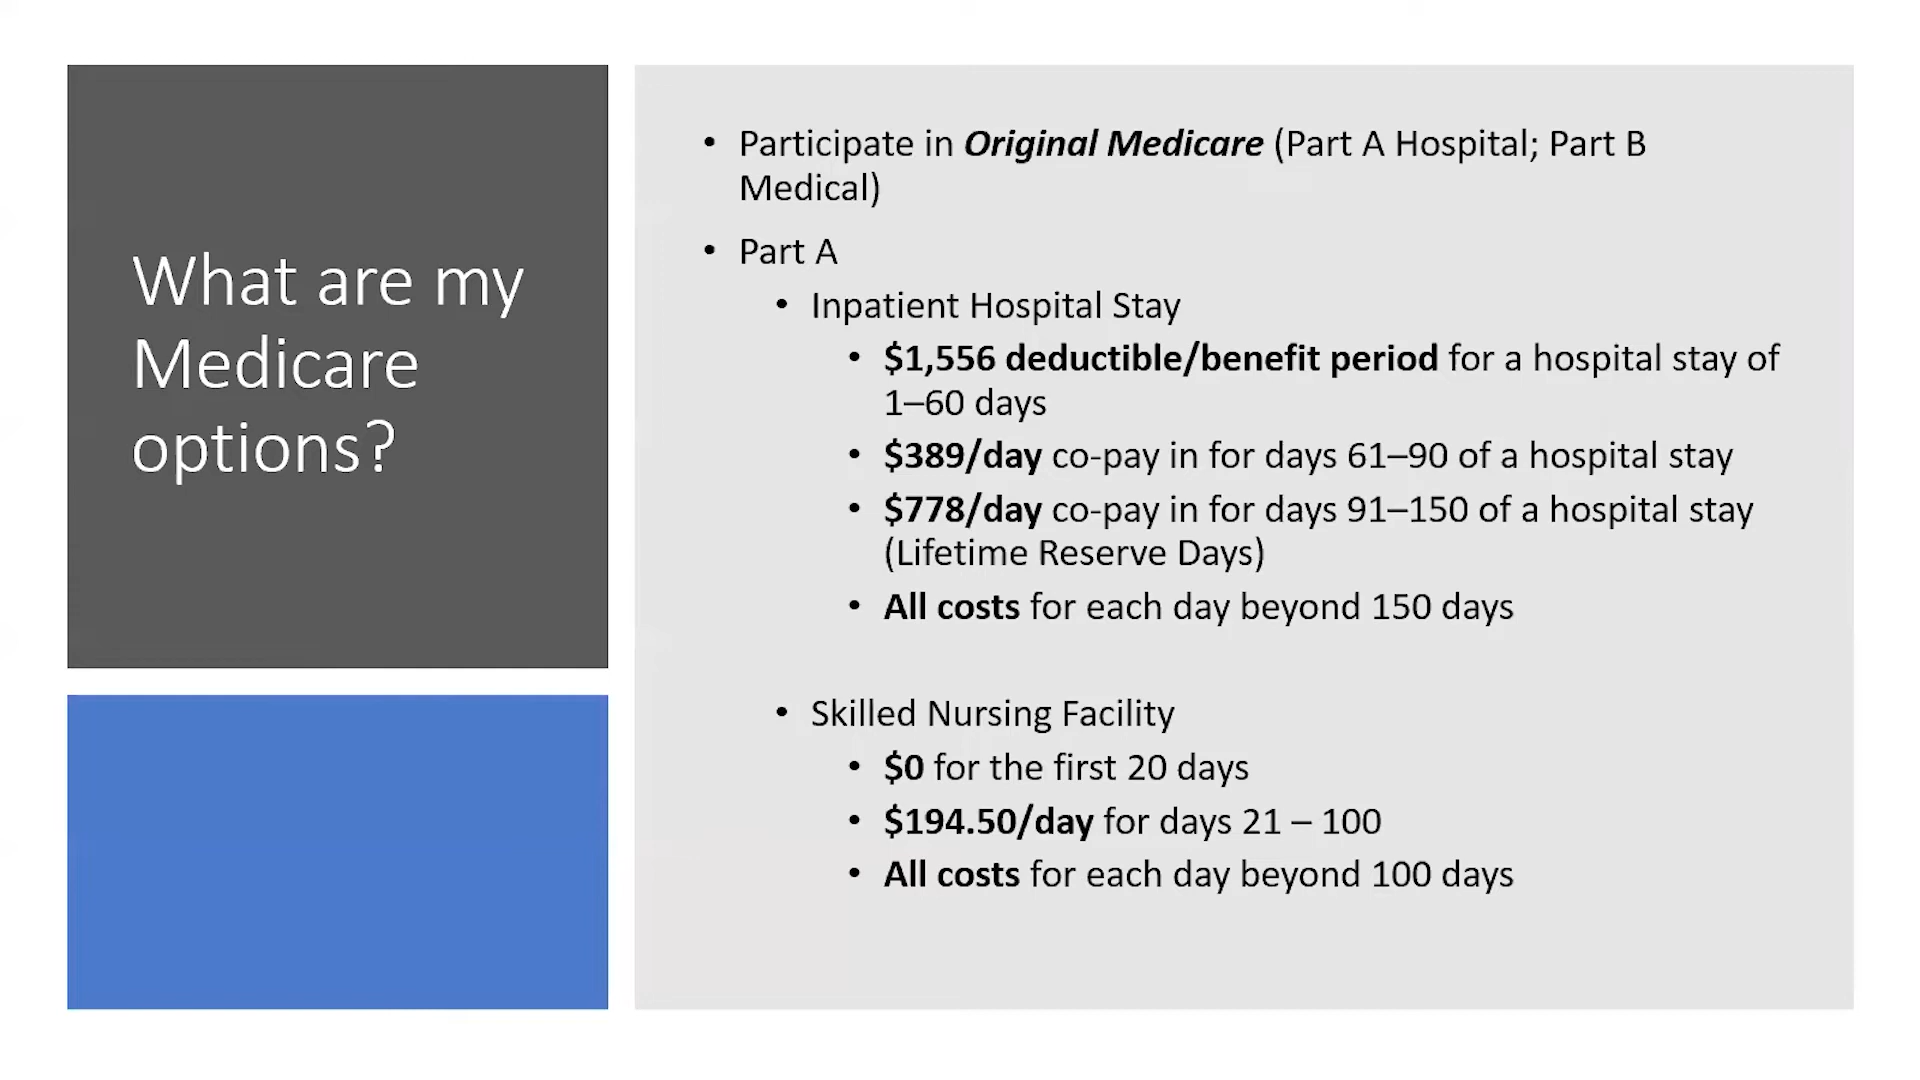 What are my
Medicare
options?
• Participate in Original Medicare (Part A Hospital; Part B
Medical)
• Part A
• Inpatient Hospital Stay
• $1,556 deductible/benefit period for a hospital stay of
1–60 days
• $389/day co-pay in for days 61–90 of a hospital stay
• $778/day co-pay in for days 91–150 of a hospital stay
(Lifetime Reserve Days)
• All costs for each day beyond 150 days
• Skilled Nursing Facility
• $0 for the first 20 days
• $194.50/day for days 21 – 100
• All costs for each day beyond 100 days